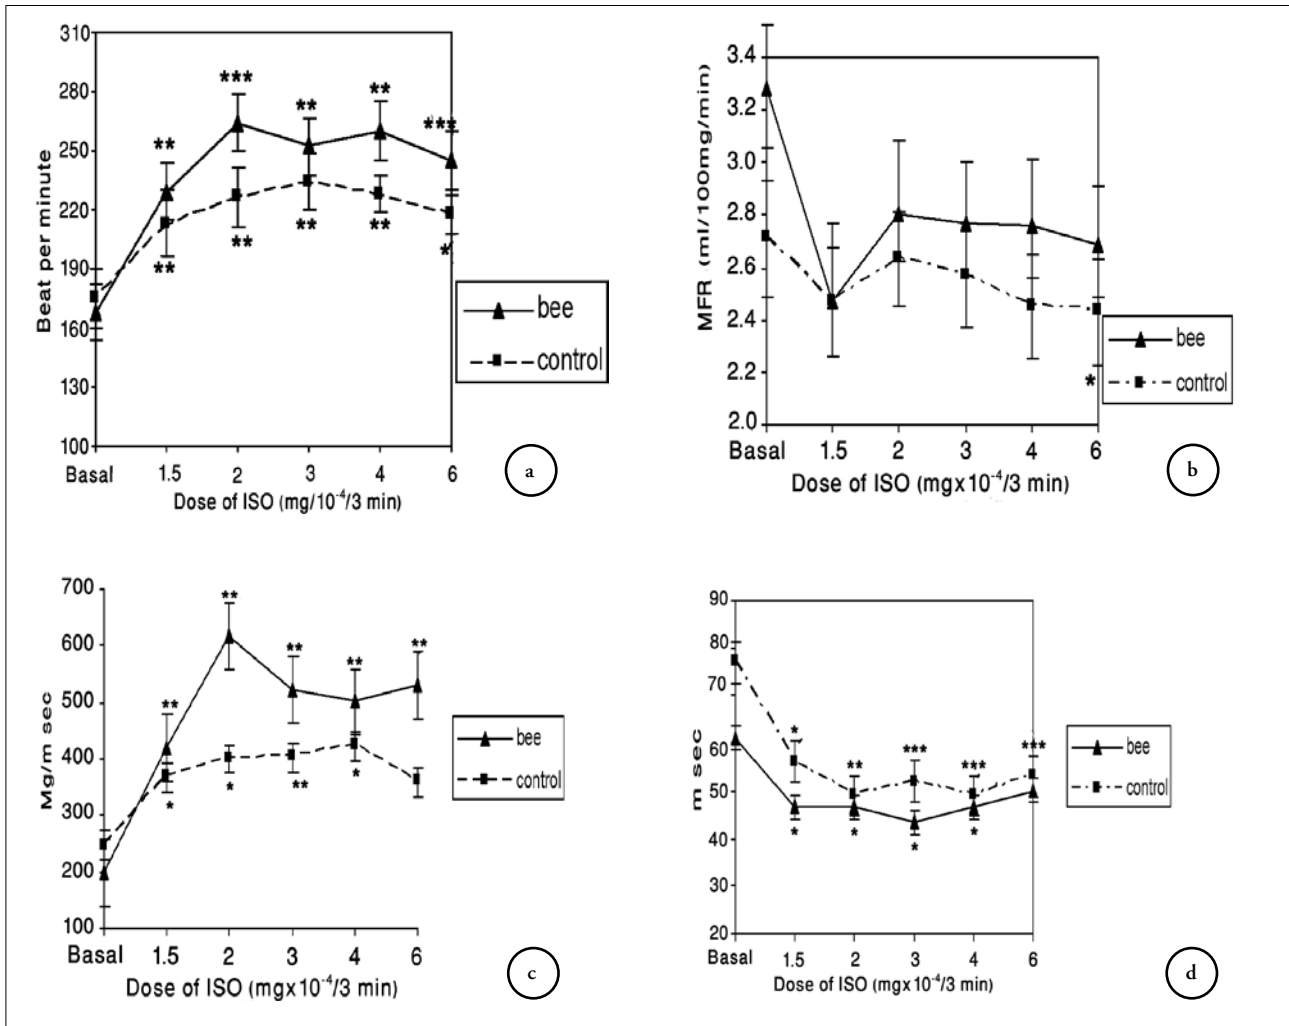 310
280
250
220
190
160
130
100
Beat per minute
***
**
**
**
***
**
**
**
**
*
Basal 1.5 2 3 4 6
Dose of ISO (mg/10⁻⁴/3 min)
bee
control
a
3.4
3.2
3.0
2.8
2.6
2.4
2.2
2.0
MFR (ml/100mg/min)
*
Basal 1.5 2 3 4 6
Dose of ISO (mgx10⁻⁴/3 min)
bee
control
b
700
600
500
400
300
200
100
Mg/m sec
**
**
**
**
**
*
*
**
*
Basal 1.5 2 3 4 6
Dose of ISO (mgx10⁻⁴/3 min)
bee
control
c
90
80
70
60
50
40
30
20
m sec
*
**
***
***
***
*
*
*
*
Basal 1.5 2 3 4 6
Dose of ISO (mgx10⁻⁴/3 min)
bee
control
d